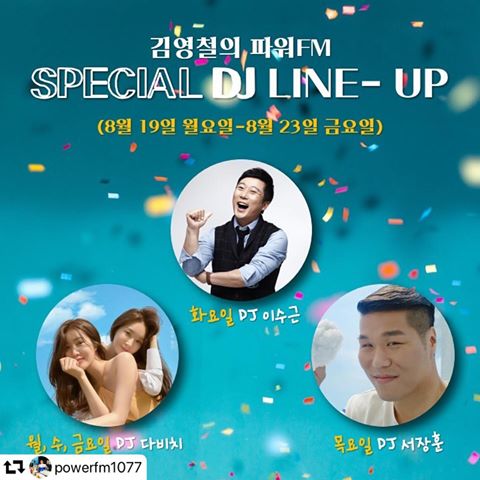 김영철의 파워FM
SPECIAL DJ LINE- UP
(8월 19일 월요일-8월 23일 금요일)
화요일 DJ 이수근
월, 수, 금요일 DJ 다비치
목요일 DJ 서장훈
powerfm1077